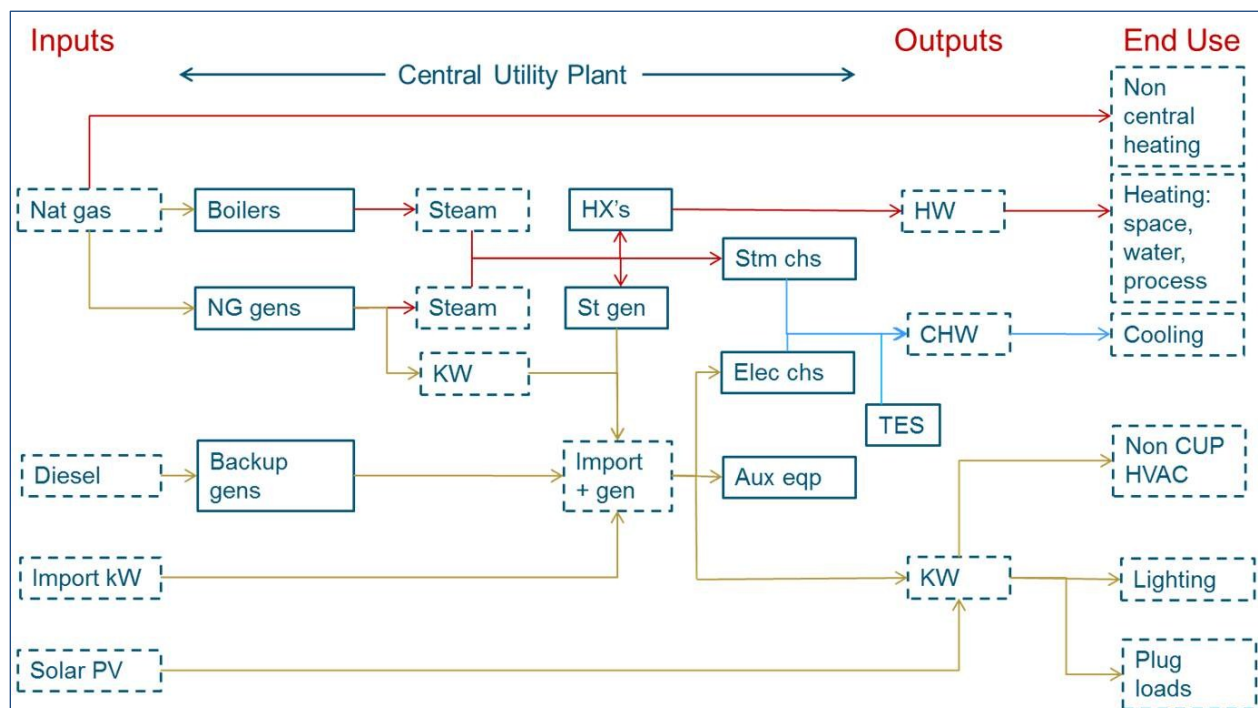 Inputs
Central Utility Plant
Outputs
End Use
Non
central
heating
Nat gas
Boilers
Steam
HX's
HW
Heating:
space,
water,
process
Stm chs
NG gens
Steam
St gen
CHW
Cooling
KW
Elec chs
TES
Diesel
Backup
gens
Import
+ gen
Aux eqp
Non CUP
HVAC
Import kW
KW
Lighting
Solar PV
Plug
loads